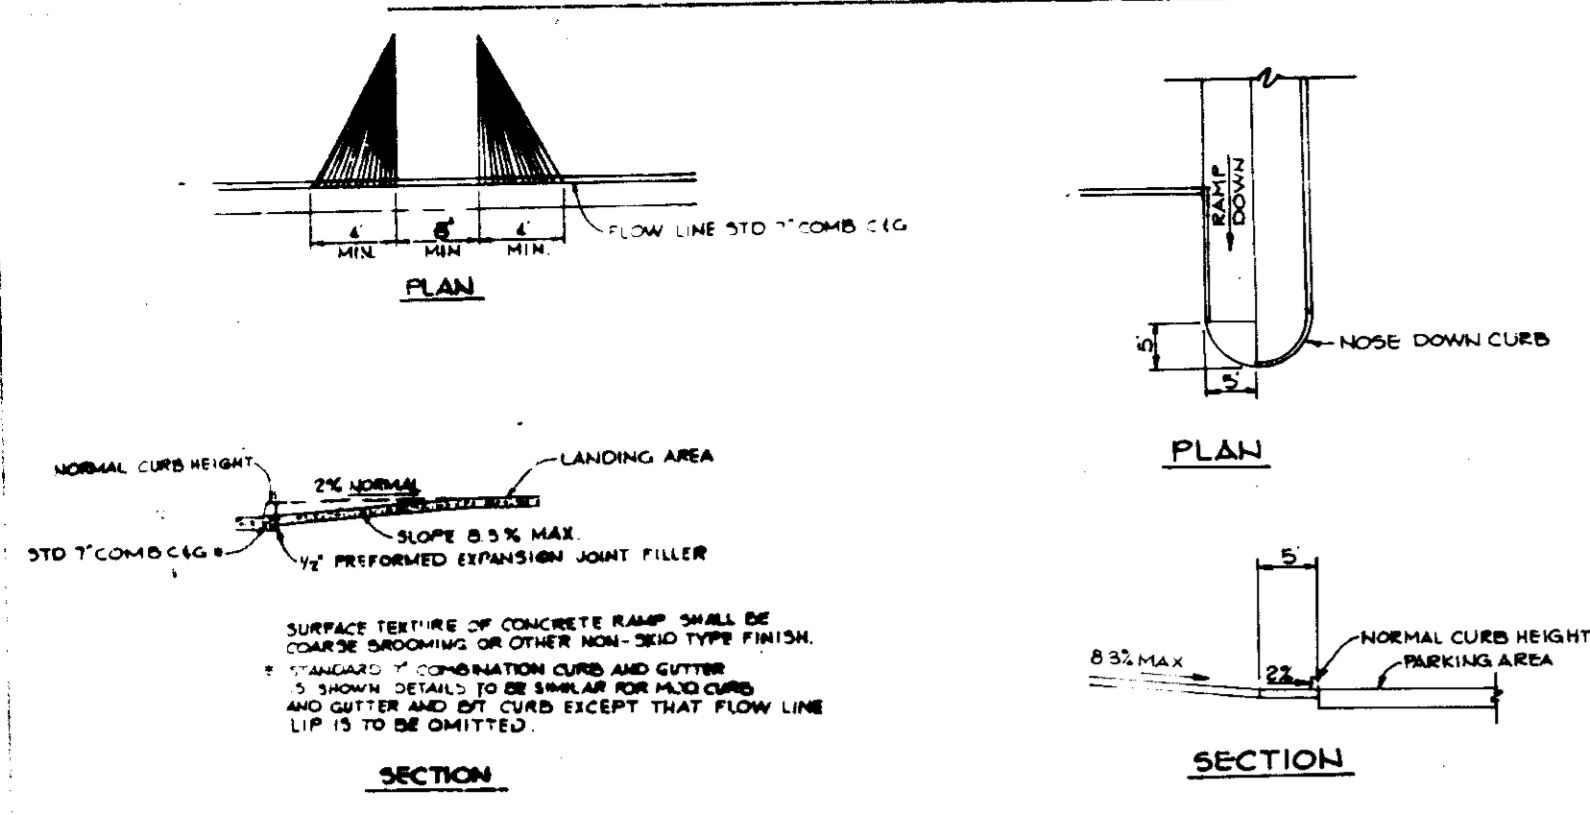 4'
MIN.
MIN
4'
MIN.
FLOW LINE STD 7" COMB C&G
PLAN
NORMAL CURB HEIGHT
2% NORMAL
LANDING AREA
SLOPE 8.3% MAX.
STD 7" COMB C&G *
1/2" PREFORMED EXPANSION JOINT FILLER
SURFACE TEXTURE OF CONCRETE RAMP SHALL BE
COARSE BROOMING OR OTHER NON-SKID TYPE FINISH.
* STANDARD 7" COMBINATION CURB AND GUTTER
IS SHOWN DETAILS TO BE SIMILAR FOR MOD CURB
AND GUTTER AND BIT CURB EXCEPT THAT FLOW LINE
LIP IS TO BE OMITTED.
SECTION
RAMP
DOWN
5'
5'
NOSE DOWN CURB
PLAN
5'
8.3% MAX
2%
NORMAL CURB HEIGHT
PARKING AREA
SECTION